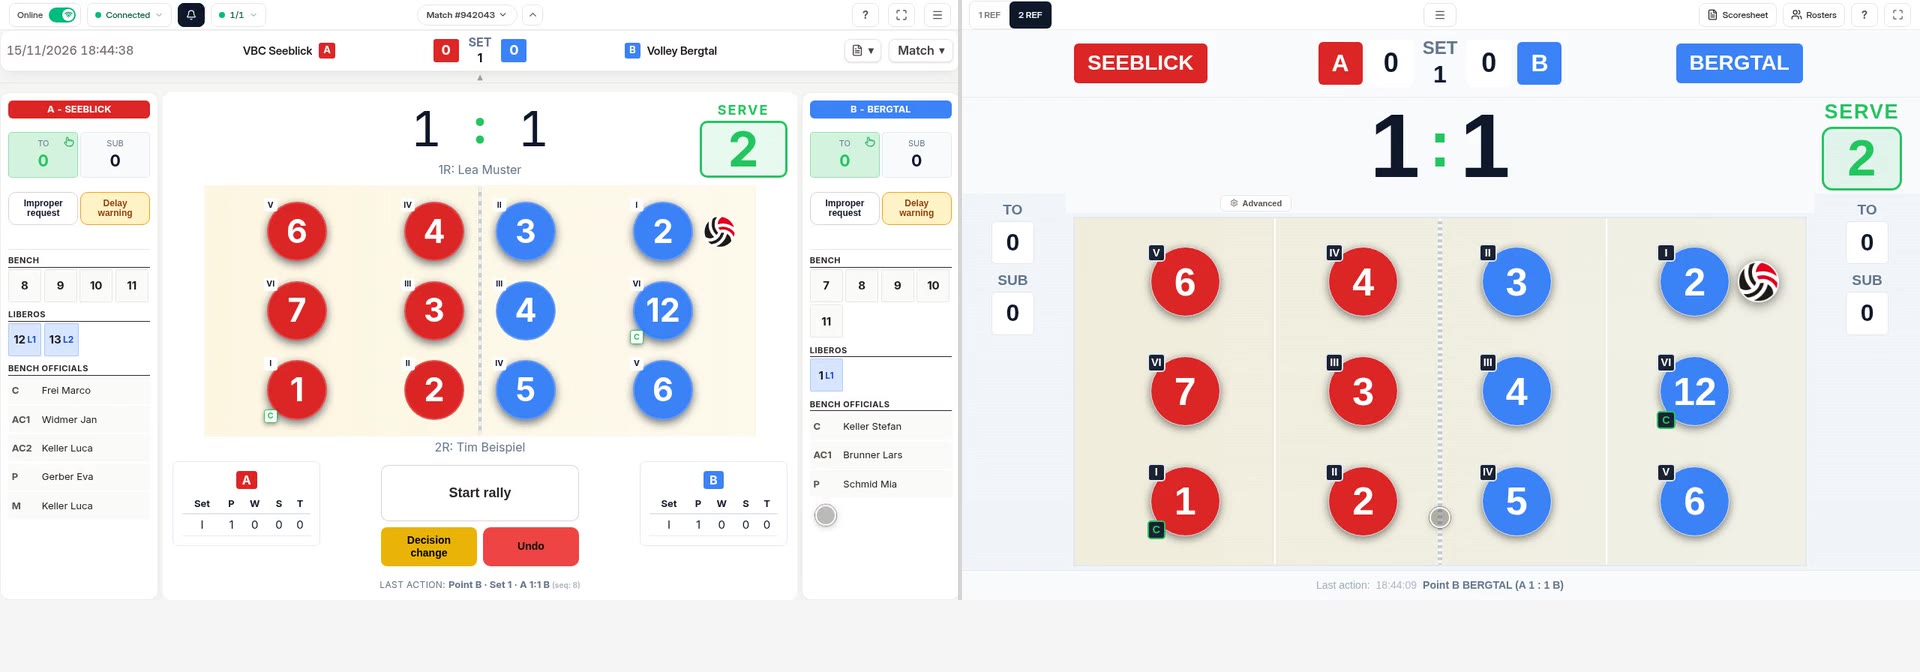 Online
Connected
1/1
Match #942043
?
15/11/2026 18:44:38
VBC Seeblick A
0 SET 1 0
B Volley Bergtal
Match
A - SEEBLICK
TO 0
SUB 0
Improper request
Delay warning
BENCH
8 9 10 11
LIBEROS
12 L1 13 L2
BENCH OFFICIALS
C Frei Marco
AC1 Widmer Jan
AC2 Keller Luca
P Gerber Eva
M Keller Luca
1 : 1
SERVE
2
1R: Lea Muster
V 6 IV 4 II 3 I 2
VI 7 III 3 III 4 VI 12 C
I 1 C II 2 IV 5 V 6
2R: Tim Beispiel
A
Set P W S T
I 1 0 0 0
Start rally
Decision change
Undo
B
Set P W S T
I 1 0 0 0
LAST ACTION: Point B · Set 1 · A 1:1 B (seq: 8)
B - BERGTAL
TO 0
SUB 0
Improper request
Delay warning
BENCH
7 8 9 10
11
LIBEROS
1 L1
BENCH OFFICIALS
C Keller Stefan
AC1 Brunner Lars
P Schmid Mia
1 REF
2 REF
Scoresheet
Rosters
?
SEEBLICK
A 0 SET 1 0 B
BERGTAL
1:1
SERVE
2
TO
0
SUB
0
Advanced
V 6 IV 4 II 3 I 2
VI 7 III 3 III 4 VI 12 C
I 1 C II 2 IV 5 V 6
TO
0
SUB
0
Last action: 18:44:09 Point B BERGTAL (A 1 : 1 B)